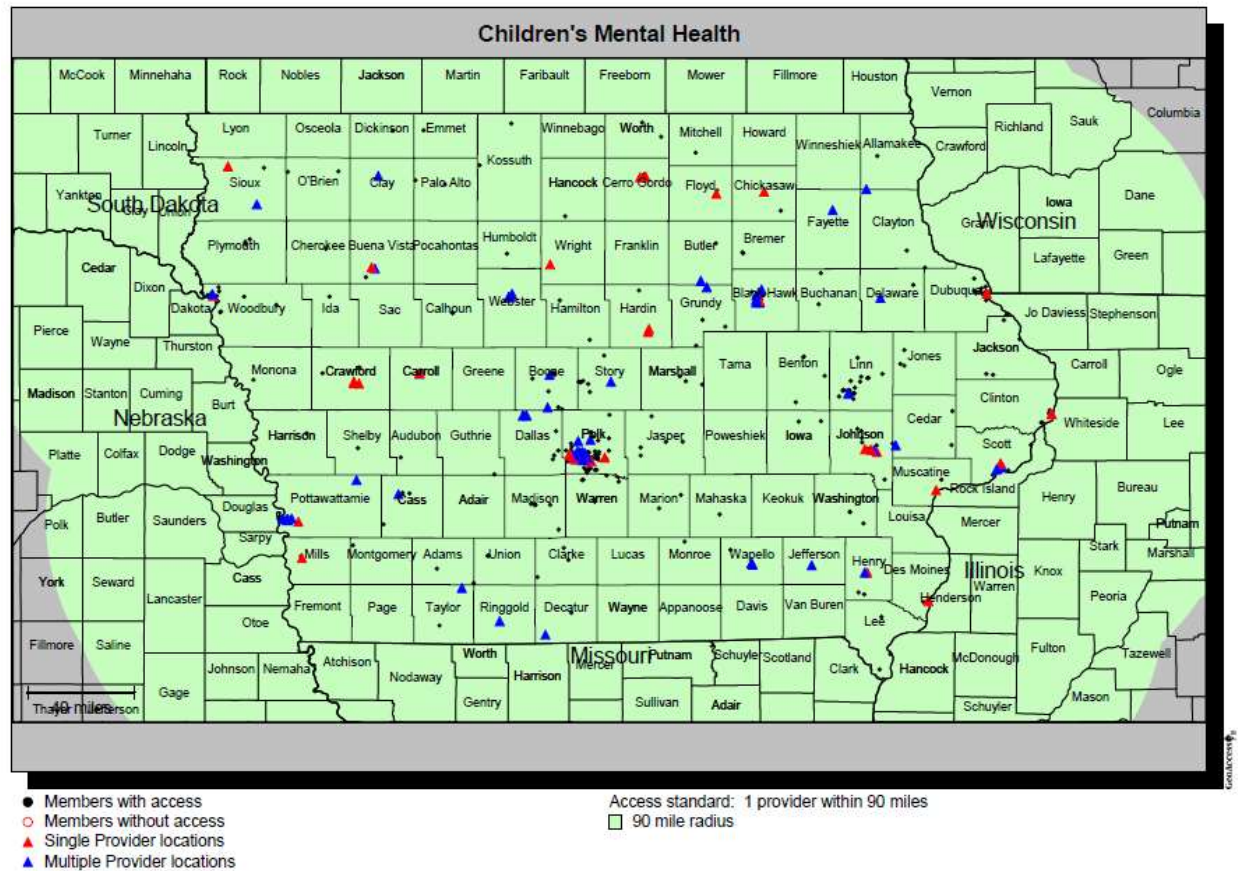 Children's Mental Health
McCook Minnehaha Rock Nobles Jackson Martin Faribault Freeborn Mower Fillmore Houston
Vernon
Columbia
Turner Lincoln Lyon Osceola Dickinson Emmet Winnebago Worth Mitchell Howard Winneshiek Allamakee Crawford Richland Sauk
Kossuth
Yankton Clay Union Sioux O'Brien Clay Palo Alto Hancock Cerro Gordo Floyd Chickasaw Iowa Dane
South Dakota Wisconsin
Fayette Clayton Grant
Cedar Plymouth Cherokee Buena Vista Pocahontas Humboldt Wright Franklin Butler Bremer Lafayette Green
Dixon
Dakota Woodbury Ida Sac Calhoun Webster Hamilton Hardin Grundy Black Hawk Buchanan Delaware Dubuque Jo Daviess Stephenson
Pierce Wayne Thurston
Madison Stanton Cuming Burt Monona Crawford Carroll Greene Boone Story Marshall Tama Benton Linn Jones Jackson Carroll Ogle
Nebraska
Clinton
Cedar Whiteside Lee
Platte Colfax Dodge Washington Harrison Shelby Audubon Guthrie Dallas Polk Jasper Poweshiek Iowa Johnson Scott
Muscatine
Rock Island
Polk Butler Saunders Douglas Pottawattamie Cass Adair Madison Warren Marion Mahaska Keokuk Washington Louisa Mercer Henry Bureau
Putnam
Sarpy
Stark Marshall
York Seward Lancaster Cass Mills Montgomery Adams Union Clarke Lucas Monroe Wapello Jefferson Henry Des Moines Illinois Warren Knox
Peoria
Otoe Fremont Page Taylor Ringgold Decatur Wayne Appanoose Davis Van Buren Henderson
Lee
Fillmore Saline Fulton
Missouri
Johnson Nemaha Atchison Nodaway Worth Harrison Mercer Putnam Schuyler Scotland Clark Hancock McDonough Tazewell
Gage Gentry Sullivan Adair Schuyler Mason
40 miles
Thayer Jefferson
GeoAccess
Members with access
Members without access
Single Provider locations
Multiple Provider locations
Access standard: 1 provider within 90 miles
90 mile radius